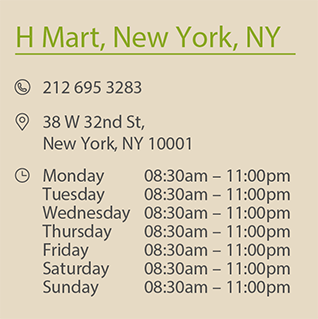 H Mart, New York, NY
212 695 3283
38 W 32nd St,
New York, NY 10001
Monday 08:30am – 11:00pm
Tuesday 08:30am – 11:00pm
Wednesday 08:30am – 11:00pm
Thursday 08:30am – 11:00pm
Friday 08:30am – 11:00pm
Saturday 08:30am – 11:00pm
Sunday 08:30am – 11:00pm